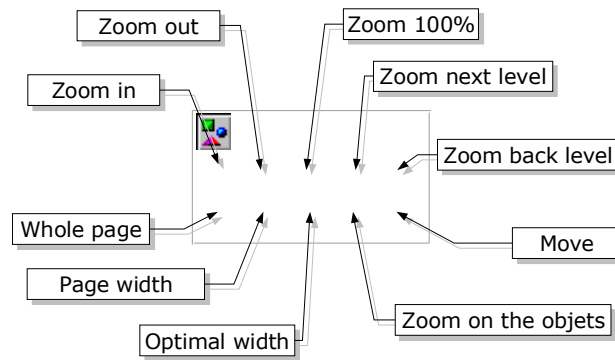 Zoom out
Zoom 100%
Zoom in
Zoom next level
Zoom back level
Whole page
Move
Page width
Zoom on the objets
Optimal width